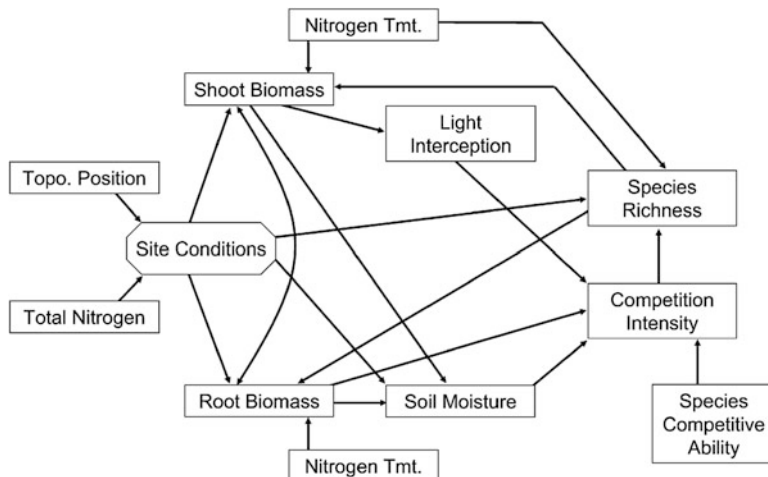 Nitrogen Tmt.
Shoot Biomass
Light
Interception
Topo. Position
Species
Richness
Site Conditions
Total Nitrogen
Competition
Intensity
Root Biomass
Soil Moisture
Species
Competitive
Ability
Nitrogen Tmt.